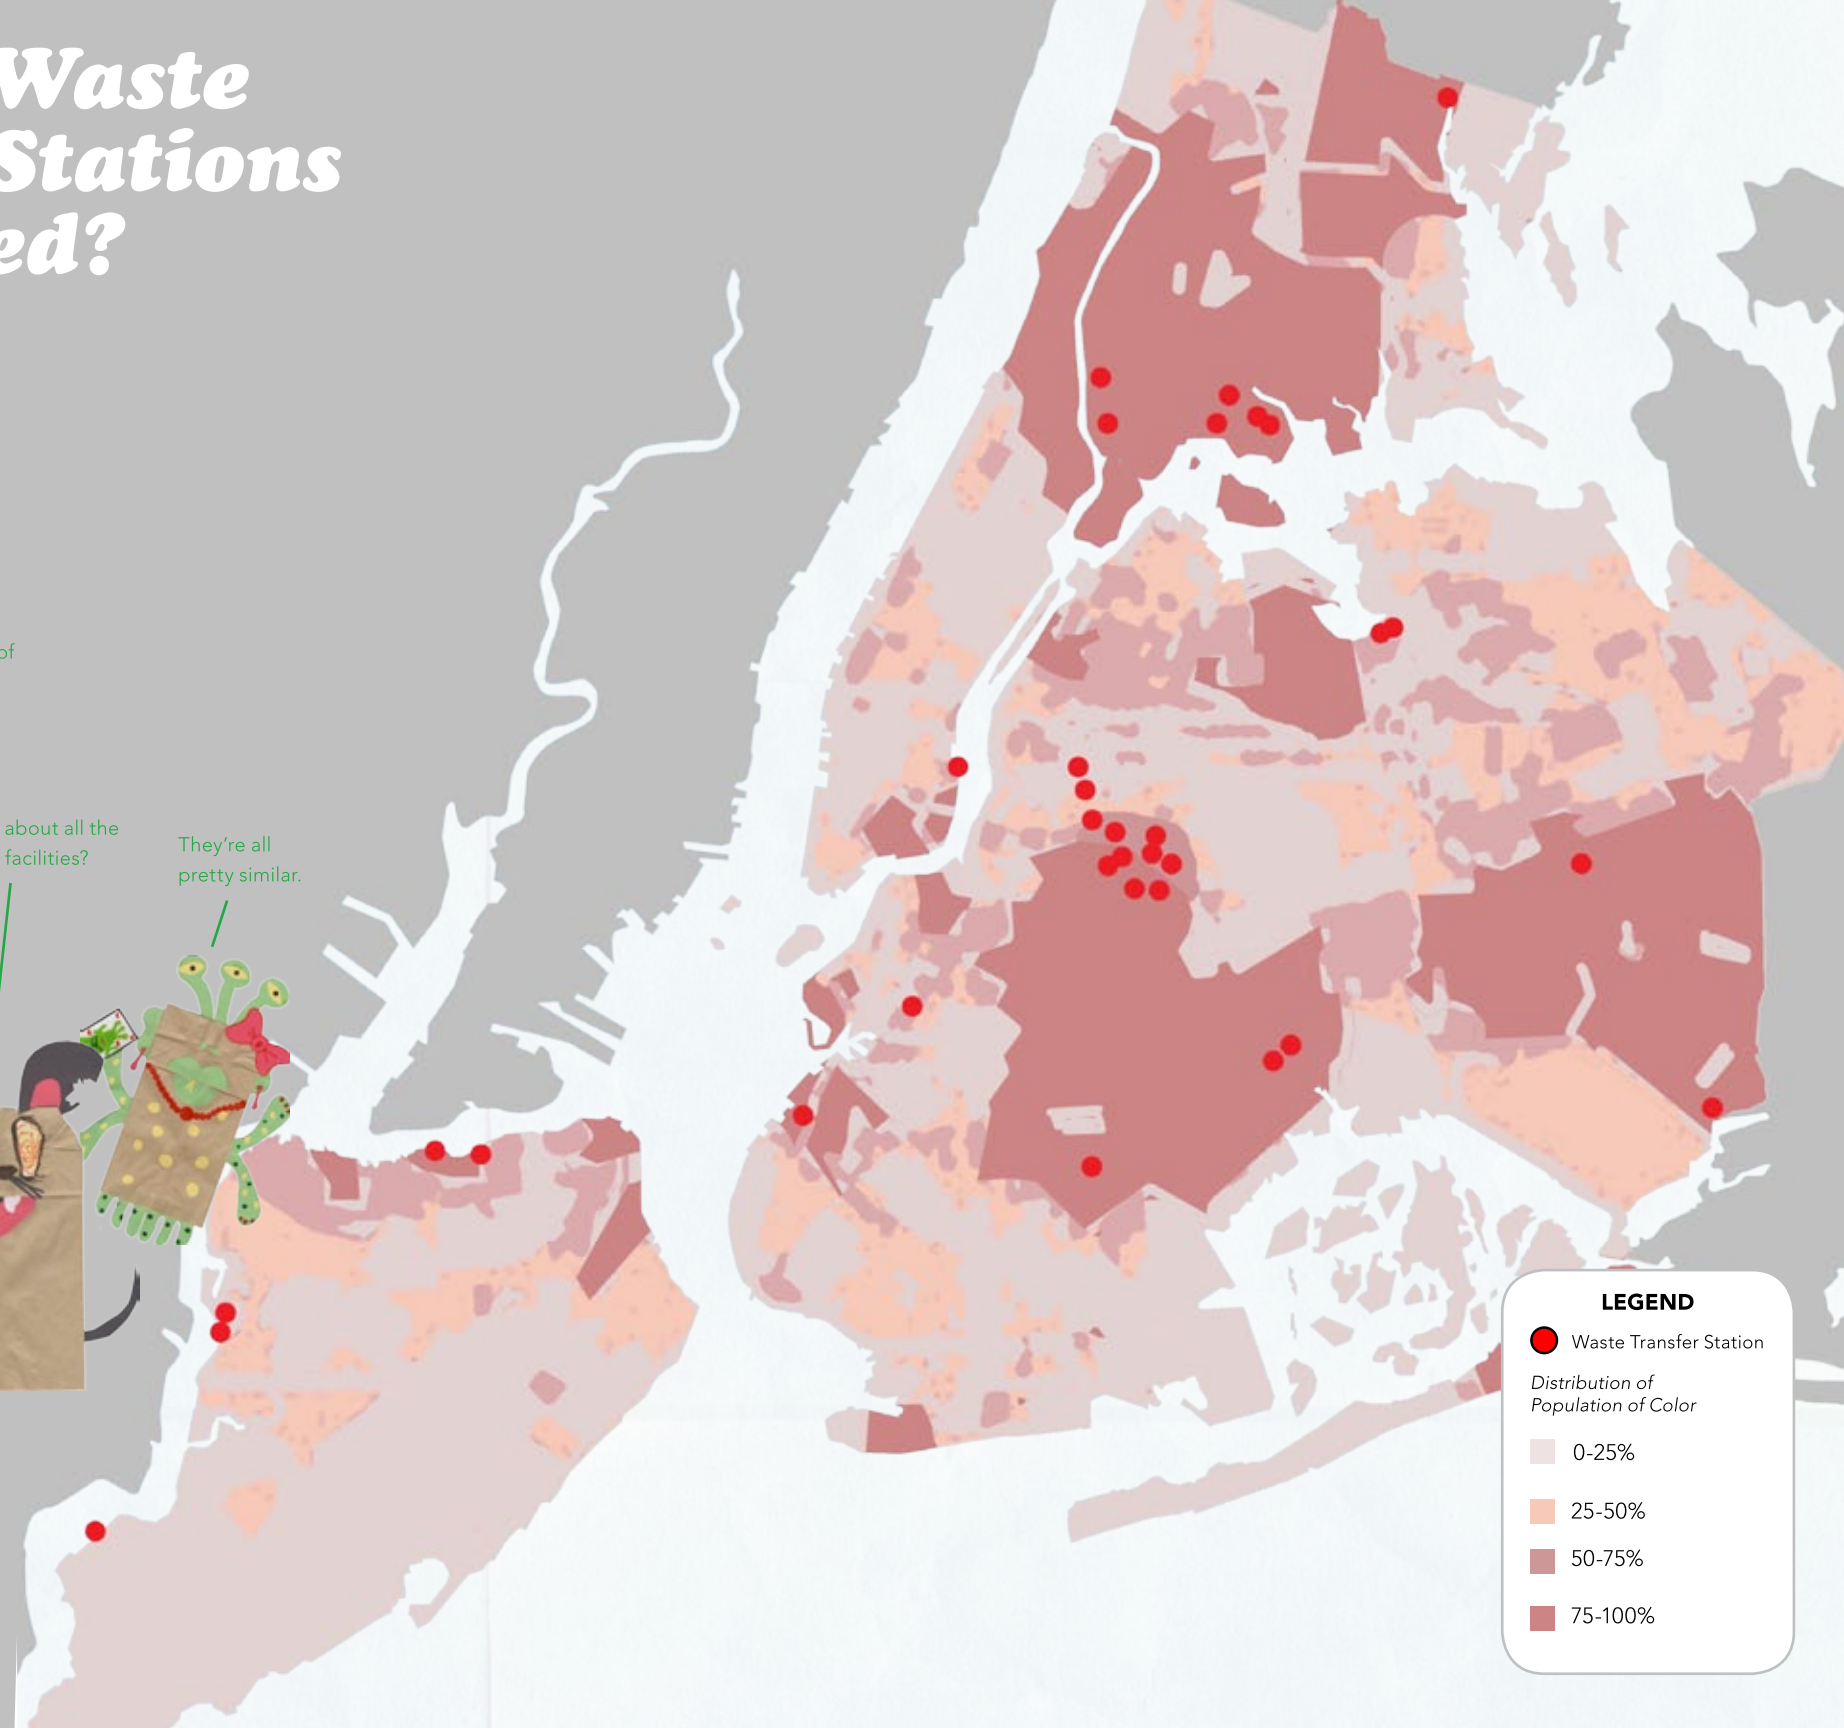 Waste
Stations
ed?
of
about all the
facilities?
They're all
pretty similar.
LEGEND
Waste Transfer Station
Distribution of
Population of Color
0-25%
25-50%
50-75%
75-100%